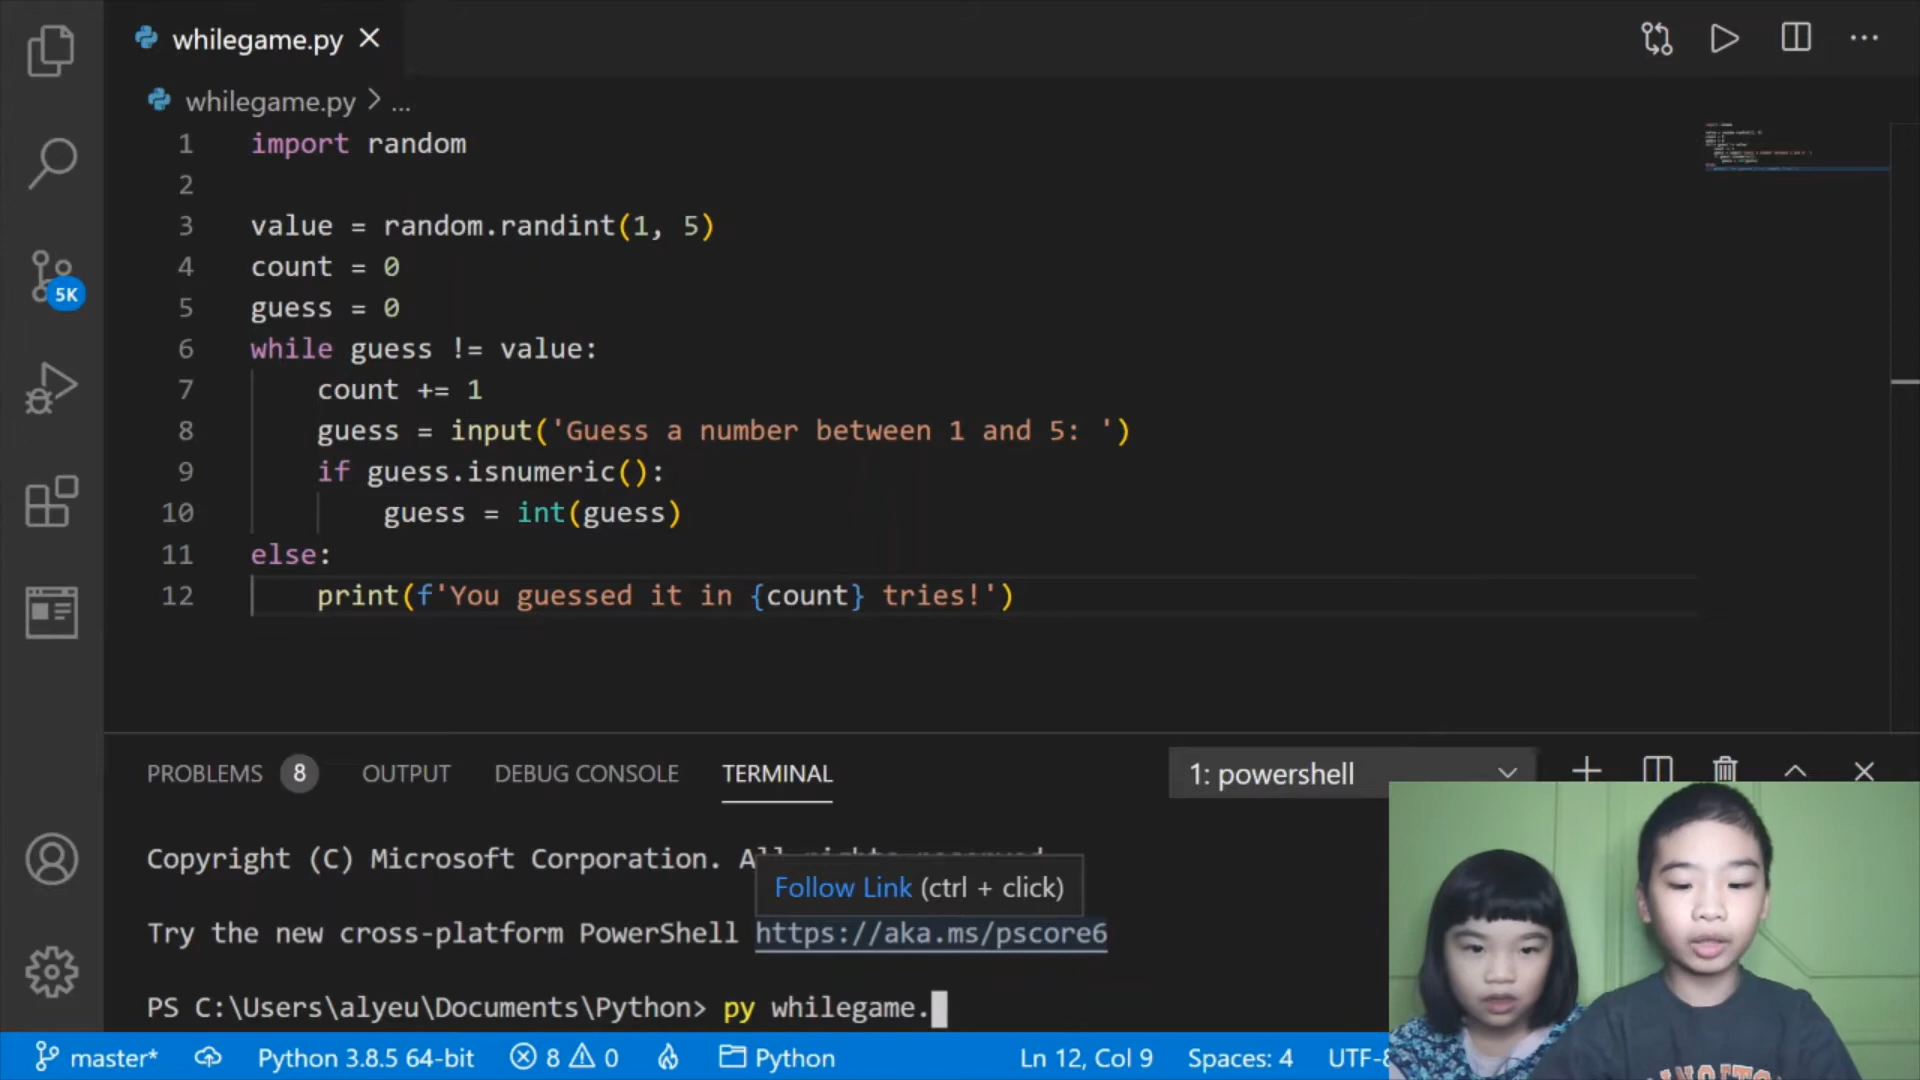 whilegame.py
whilegame.py > ...
1 import random
2
3 value = random.randint(1, 5)
4 count = 0
5 guess = 0
6 while guess != value:
7     count += 1
8     guess = input('Guess a number between 1 and 5: ')
9     if guess.isnumeric():
10         guess = int(guess)
11 else:
12     print(f'You guessed it in {count} tries!')
5K
PROBLEMS 8 OUTPUT DEBUG CONSOLE TERMINAL 1: powershell
Copyright (C) Microsoft Corporation. All rights reserved.
Follow Link (ctrl + click)
Try the new cross-platform PowerShell https://aka.ms/pscore6
PS C:\Users\alyeu\Documents\Python> py whilegame.
master* Python 3.8.5 64-bit 8 0 Python Ln 12, Col 9 Spaces: 4 UTF-8